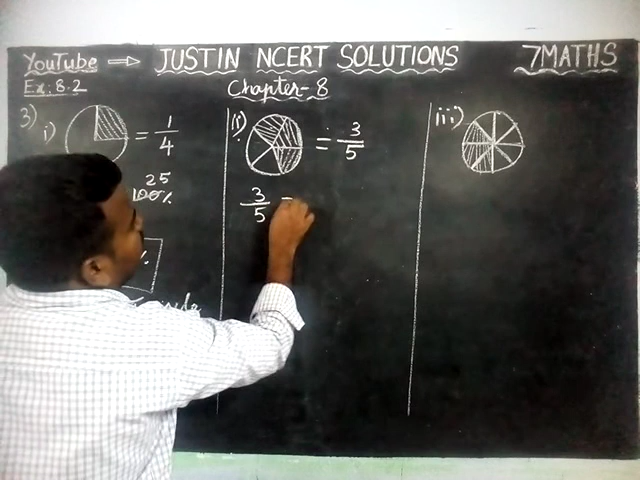 YouTube ⇒ JUSTIN NCERT SOLUTIONS 7MATHS
Ex: 8.2 Chapter-8
3)
i) = 1/4
25
100%
%
(ii) = 3/5
3/5 =
iii)